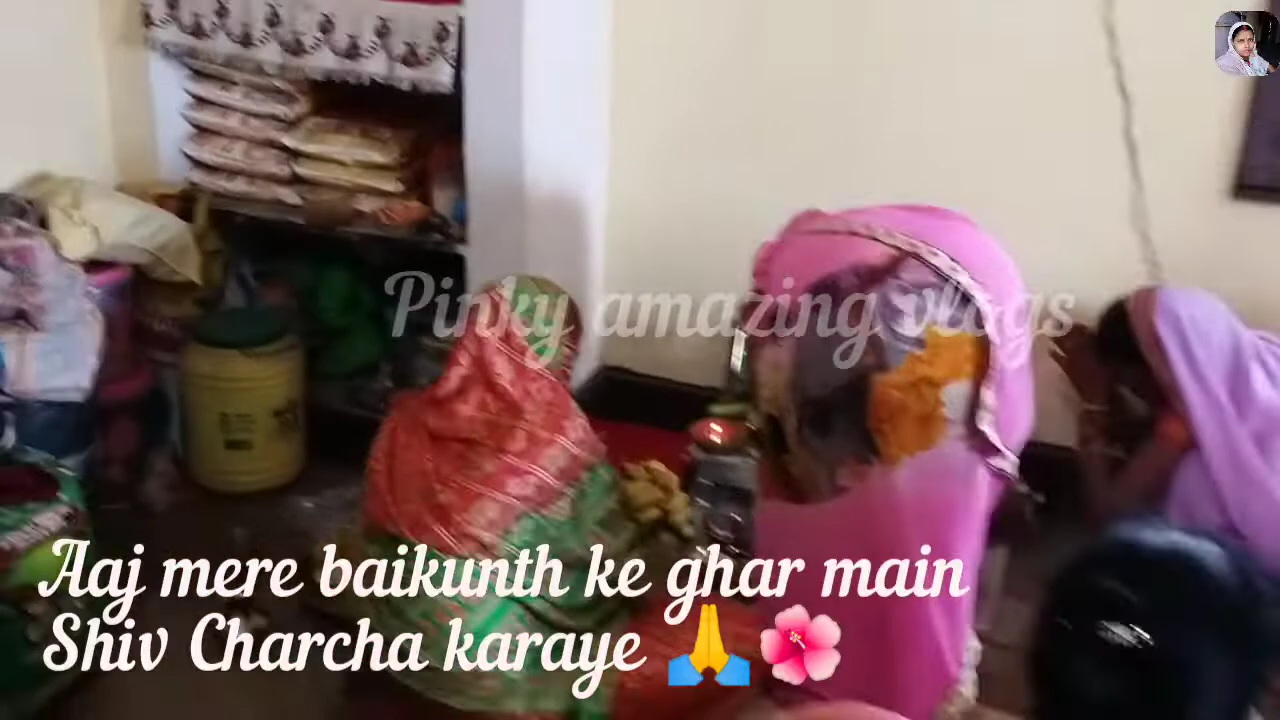 Pinky amazing vlogs
Aaj mere baikunth ke ghar main
Shiv Charcha karaye 🙏🌺